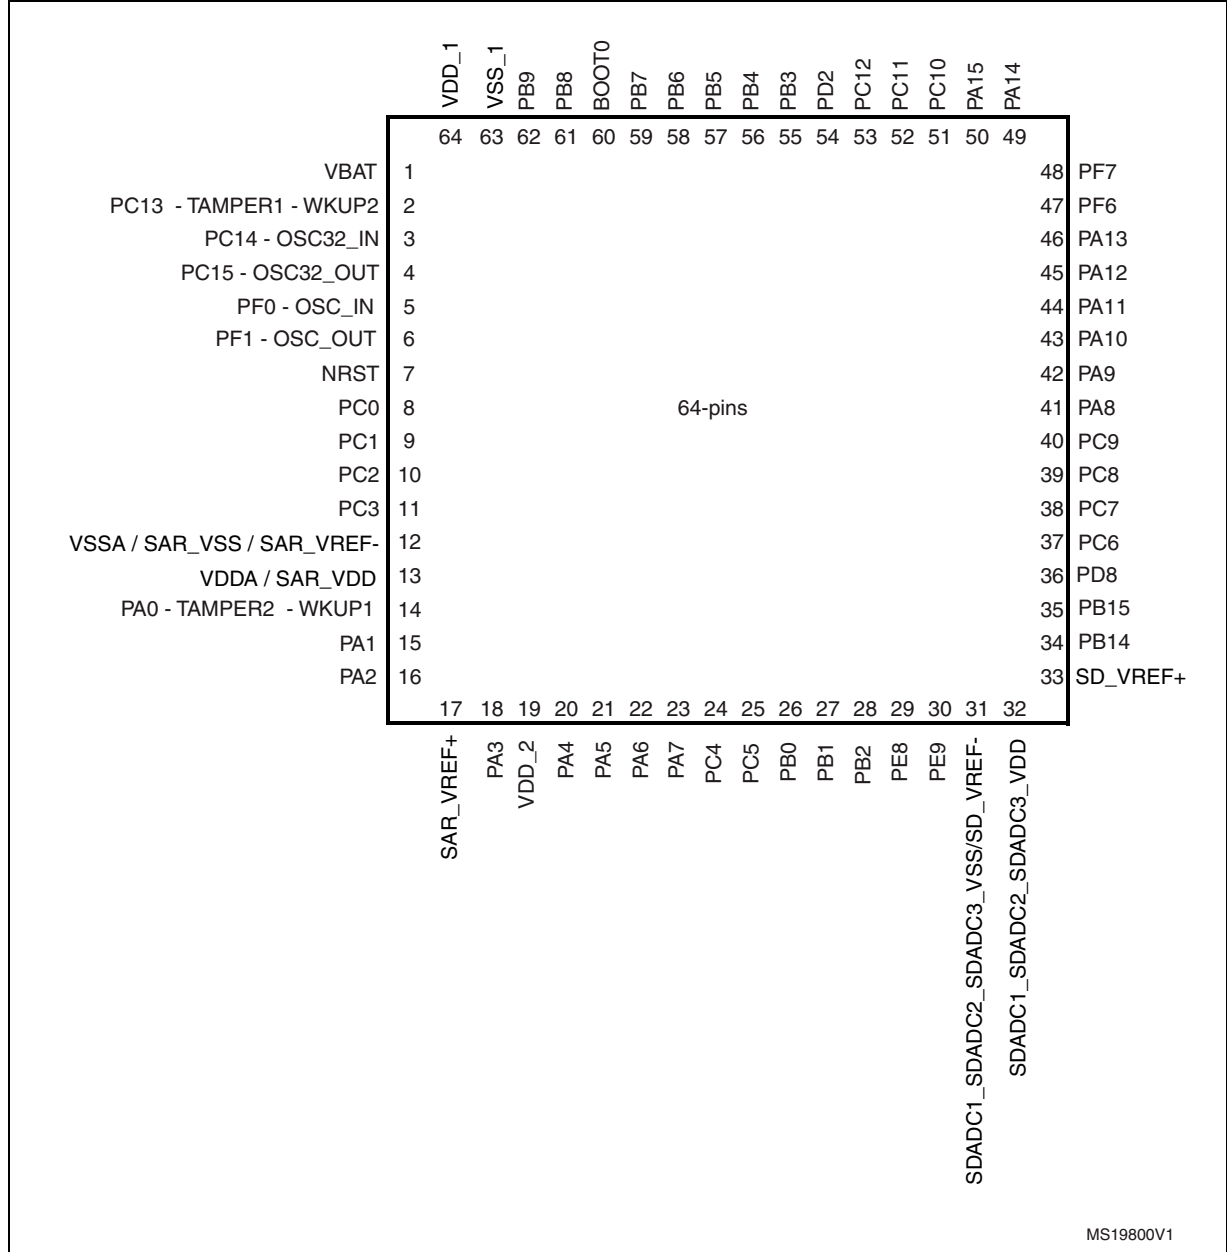 VDD_1 VSS_1 PB9 PB8 BOOT0 PB7 PB6 PB5 PB4 PB3 PD2 PC12 PC11 PC10 PA15 PA14
64 63 62 61 60 59 58 57 56 55 54 53 52 51 50 49
VBAT 1 48 PF7
PC13 - TAMPER1 - WKUP2 2 47 PF6
PC14 - OSC32_IN 3 46 PA13
PC15 - OSC32_OUT 4 45 PA12
PF0 - OSC_IN 5 44 PA11
PF1 - OSC_OUT 6 43 PA10
NRST 7 42 PA9
PC0 8 64-pins 41 PA8
PC1 9 40 PC9
PC2 10 39 PC8
PC3 11 38 PC7
VSSA / SAR_VSS / SAR_VREF- 12 37 PC6
VDDA / SAR_VDD 13 36 PD8
PA0 - TAMPER2 - WKUP1 14 35 PB15
PA1 15 34 PB14
PA2 16 33 SD_VREF+
17 18 19 20 21 22 23 24 25 26 27 28 29 30 31 32
SAR_VREF+ PA3 VDD_2 PA4 PA5 PA6 PA7 PC4 PC5 PB0 PB1 PB2 PE8 PE9 SDADC1_SDADC2_SDADC3_VSS/SD_VREF- SDADC1_SDADC2_SDADC3_VDD
MS19800V1